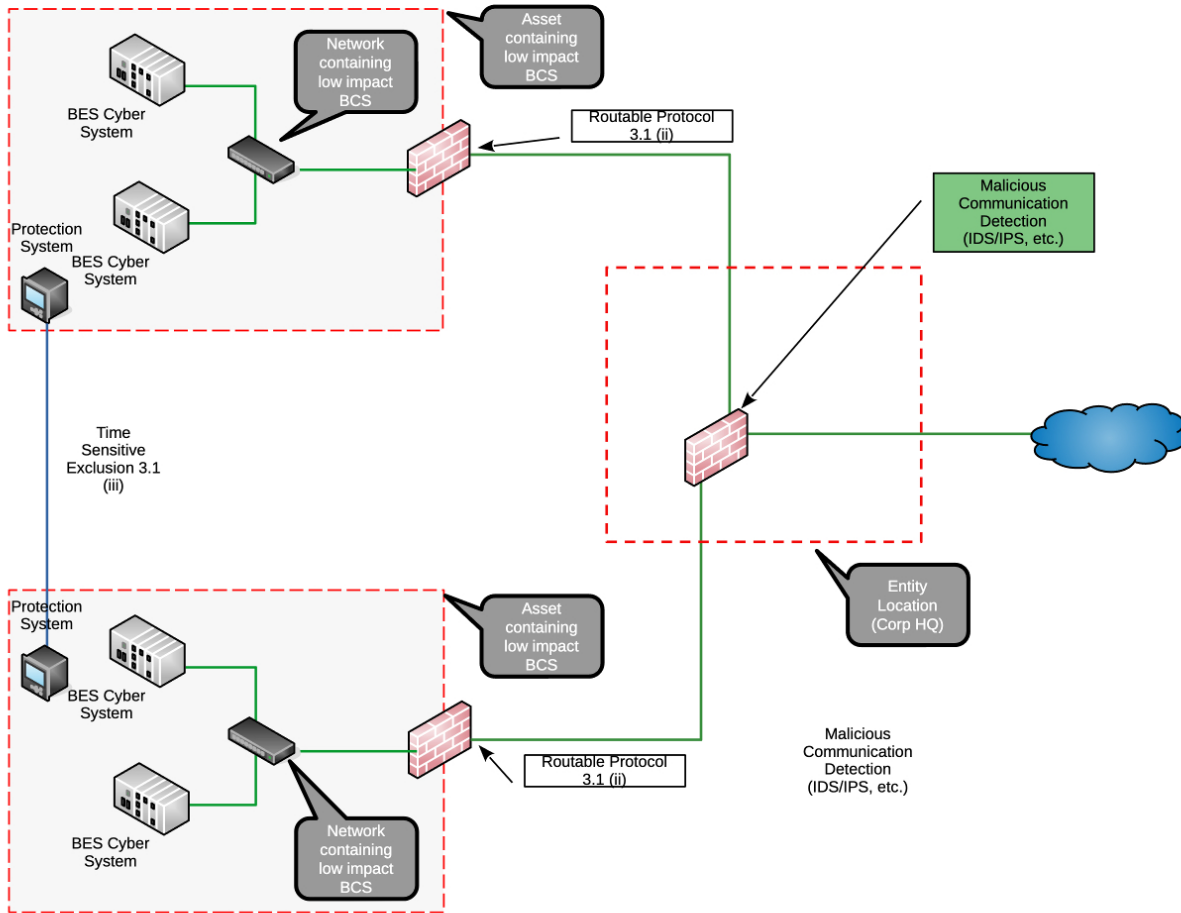 Asset
containing
low impact
BCS
Network
containing
low impact
BCS
BES Cyber
System
Routable Protocol
3.1 (ii)
Malicious
Communication
Detection
(IDS/IPS, etc.)
Protection
System
BES Cyber
System
Time
Sensitive
Exclusion 3.1
(iii)
Entity
Location
(Corp HQ)
Protection
System
Asset
containing
low impact
BCS
BES Cyber
System
Routable Protocol
3.1 (ii)
Malicious
Communication
Detection
(IDS/IPS, etc.)
Network
containing
low impact
BCS
BES Cyber
System